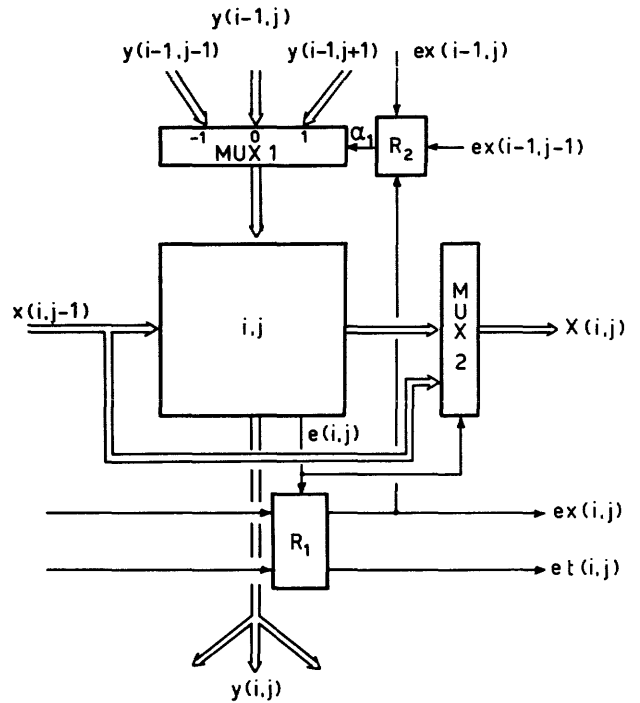 y(i-1,j)
y(i-1,j-1)
y(i-1,j+1)
ex(i-1,j)
-1 0 1
MUX 1
α1
R2
ex(i-1,j-1)
x(i,j-1)
i,j
MUX 2
X(i,j)
e(i,j)
R1
ex(i,j)
et(i,j)
y(i,j)